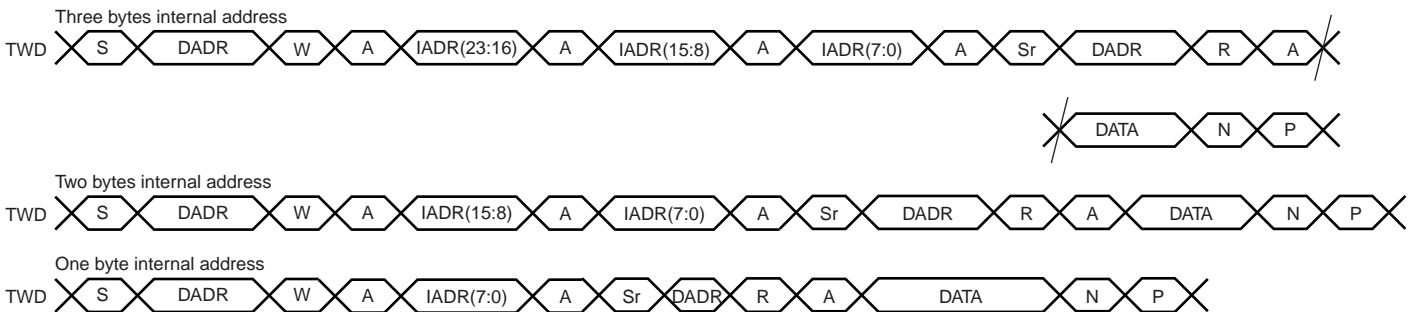 Three bytes internal address
TWD S DADR W A IADR(23:16) A IADR(15:8) A IADR(7:0) A Sr DADR R A
DATA N P
Two bytes internal address
TWD S DADR W A IADR(15:8) A IADR(7:0) A Sr DADR R A DATA N P
One byte internal address
TWD S DADR W A IADR(7:0) A Sr DADR R A DATA N P